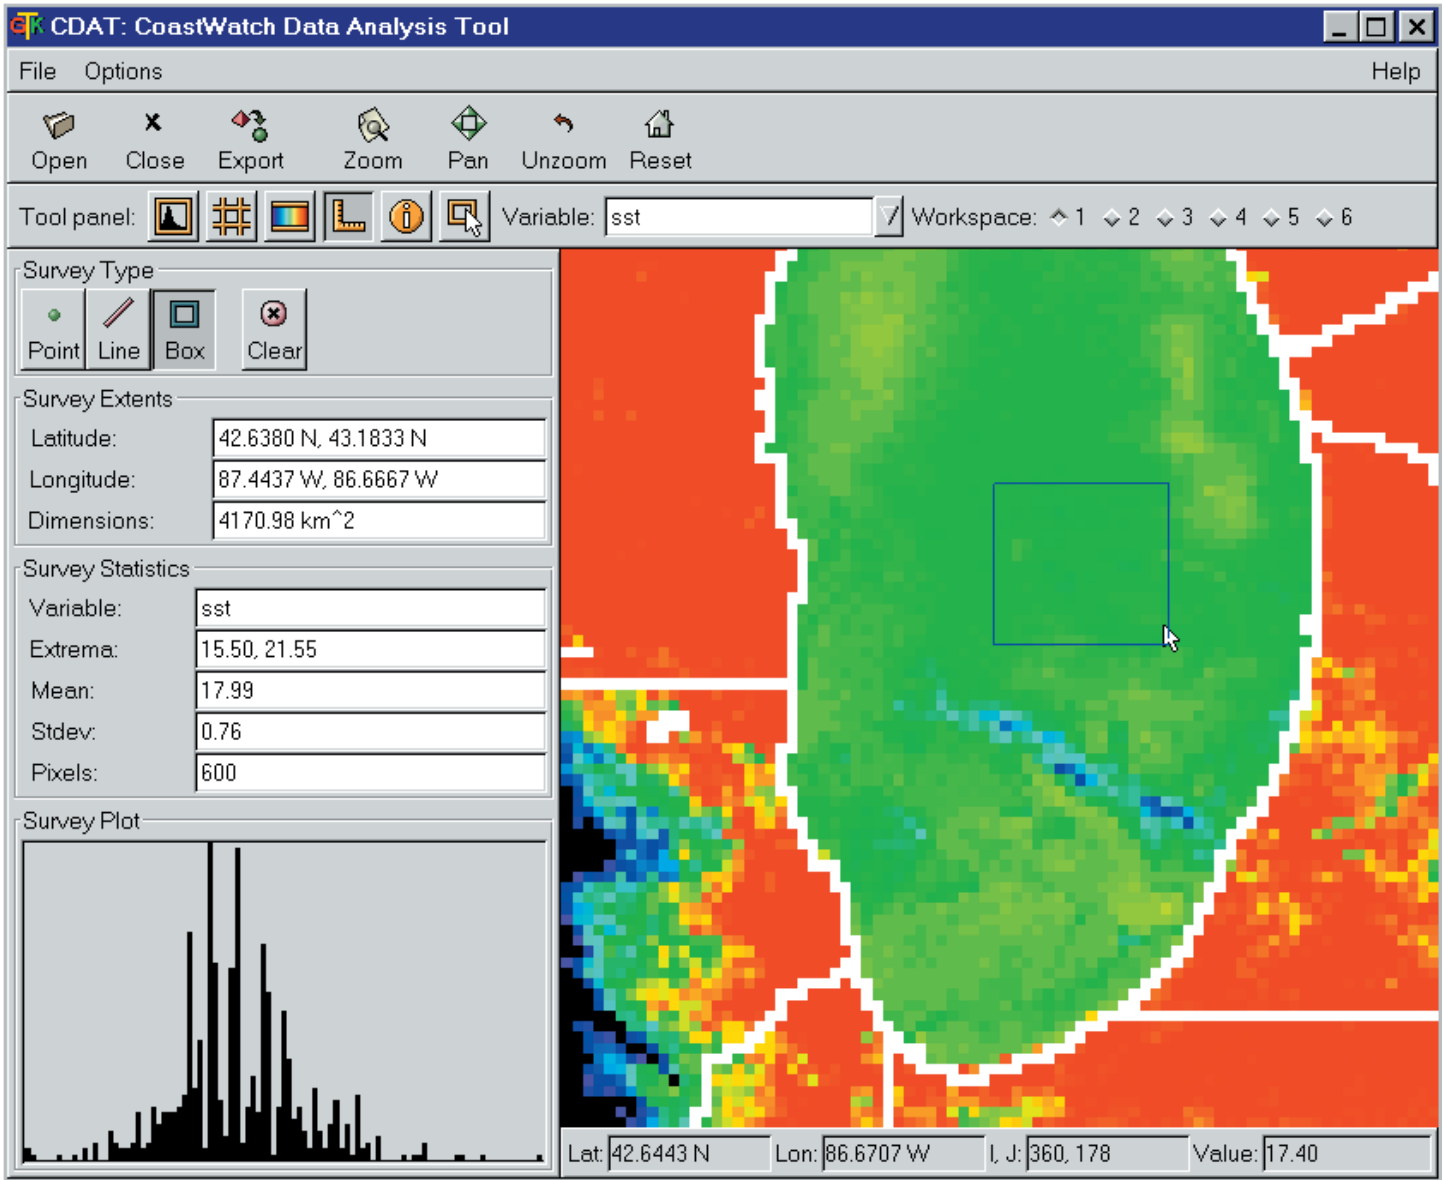 GTK CDAT: CoastWatch Data Analysis Tool
File Options Help
Open Close Export Zoom Pan Unzoom Reset
Tool panel: Variable: sst Workspace: 1 2 3 4 5 6
Survey Type
Point Line Box Clear
Survey Extents
Latitude: 42.6380 N, 43.1833 N
Longitude: 87.4437 W, 86.6667 W
Dimensions: 4170.98 km^2
Survey Statistics
Variable: sst
Extrema: 15.50, 21.55
Mean: 17.99
Stdev: 0.76
Pixels: 600
Survey Plot
Lat: 42.6443 N Lon: 86.6707 W I, J: 360, 178 Value: 17.40